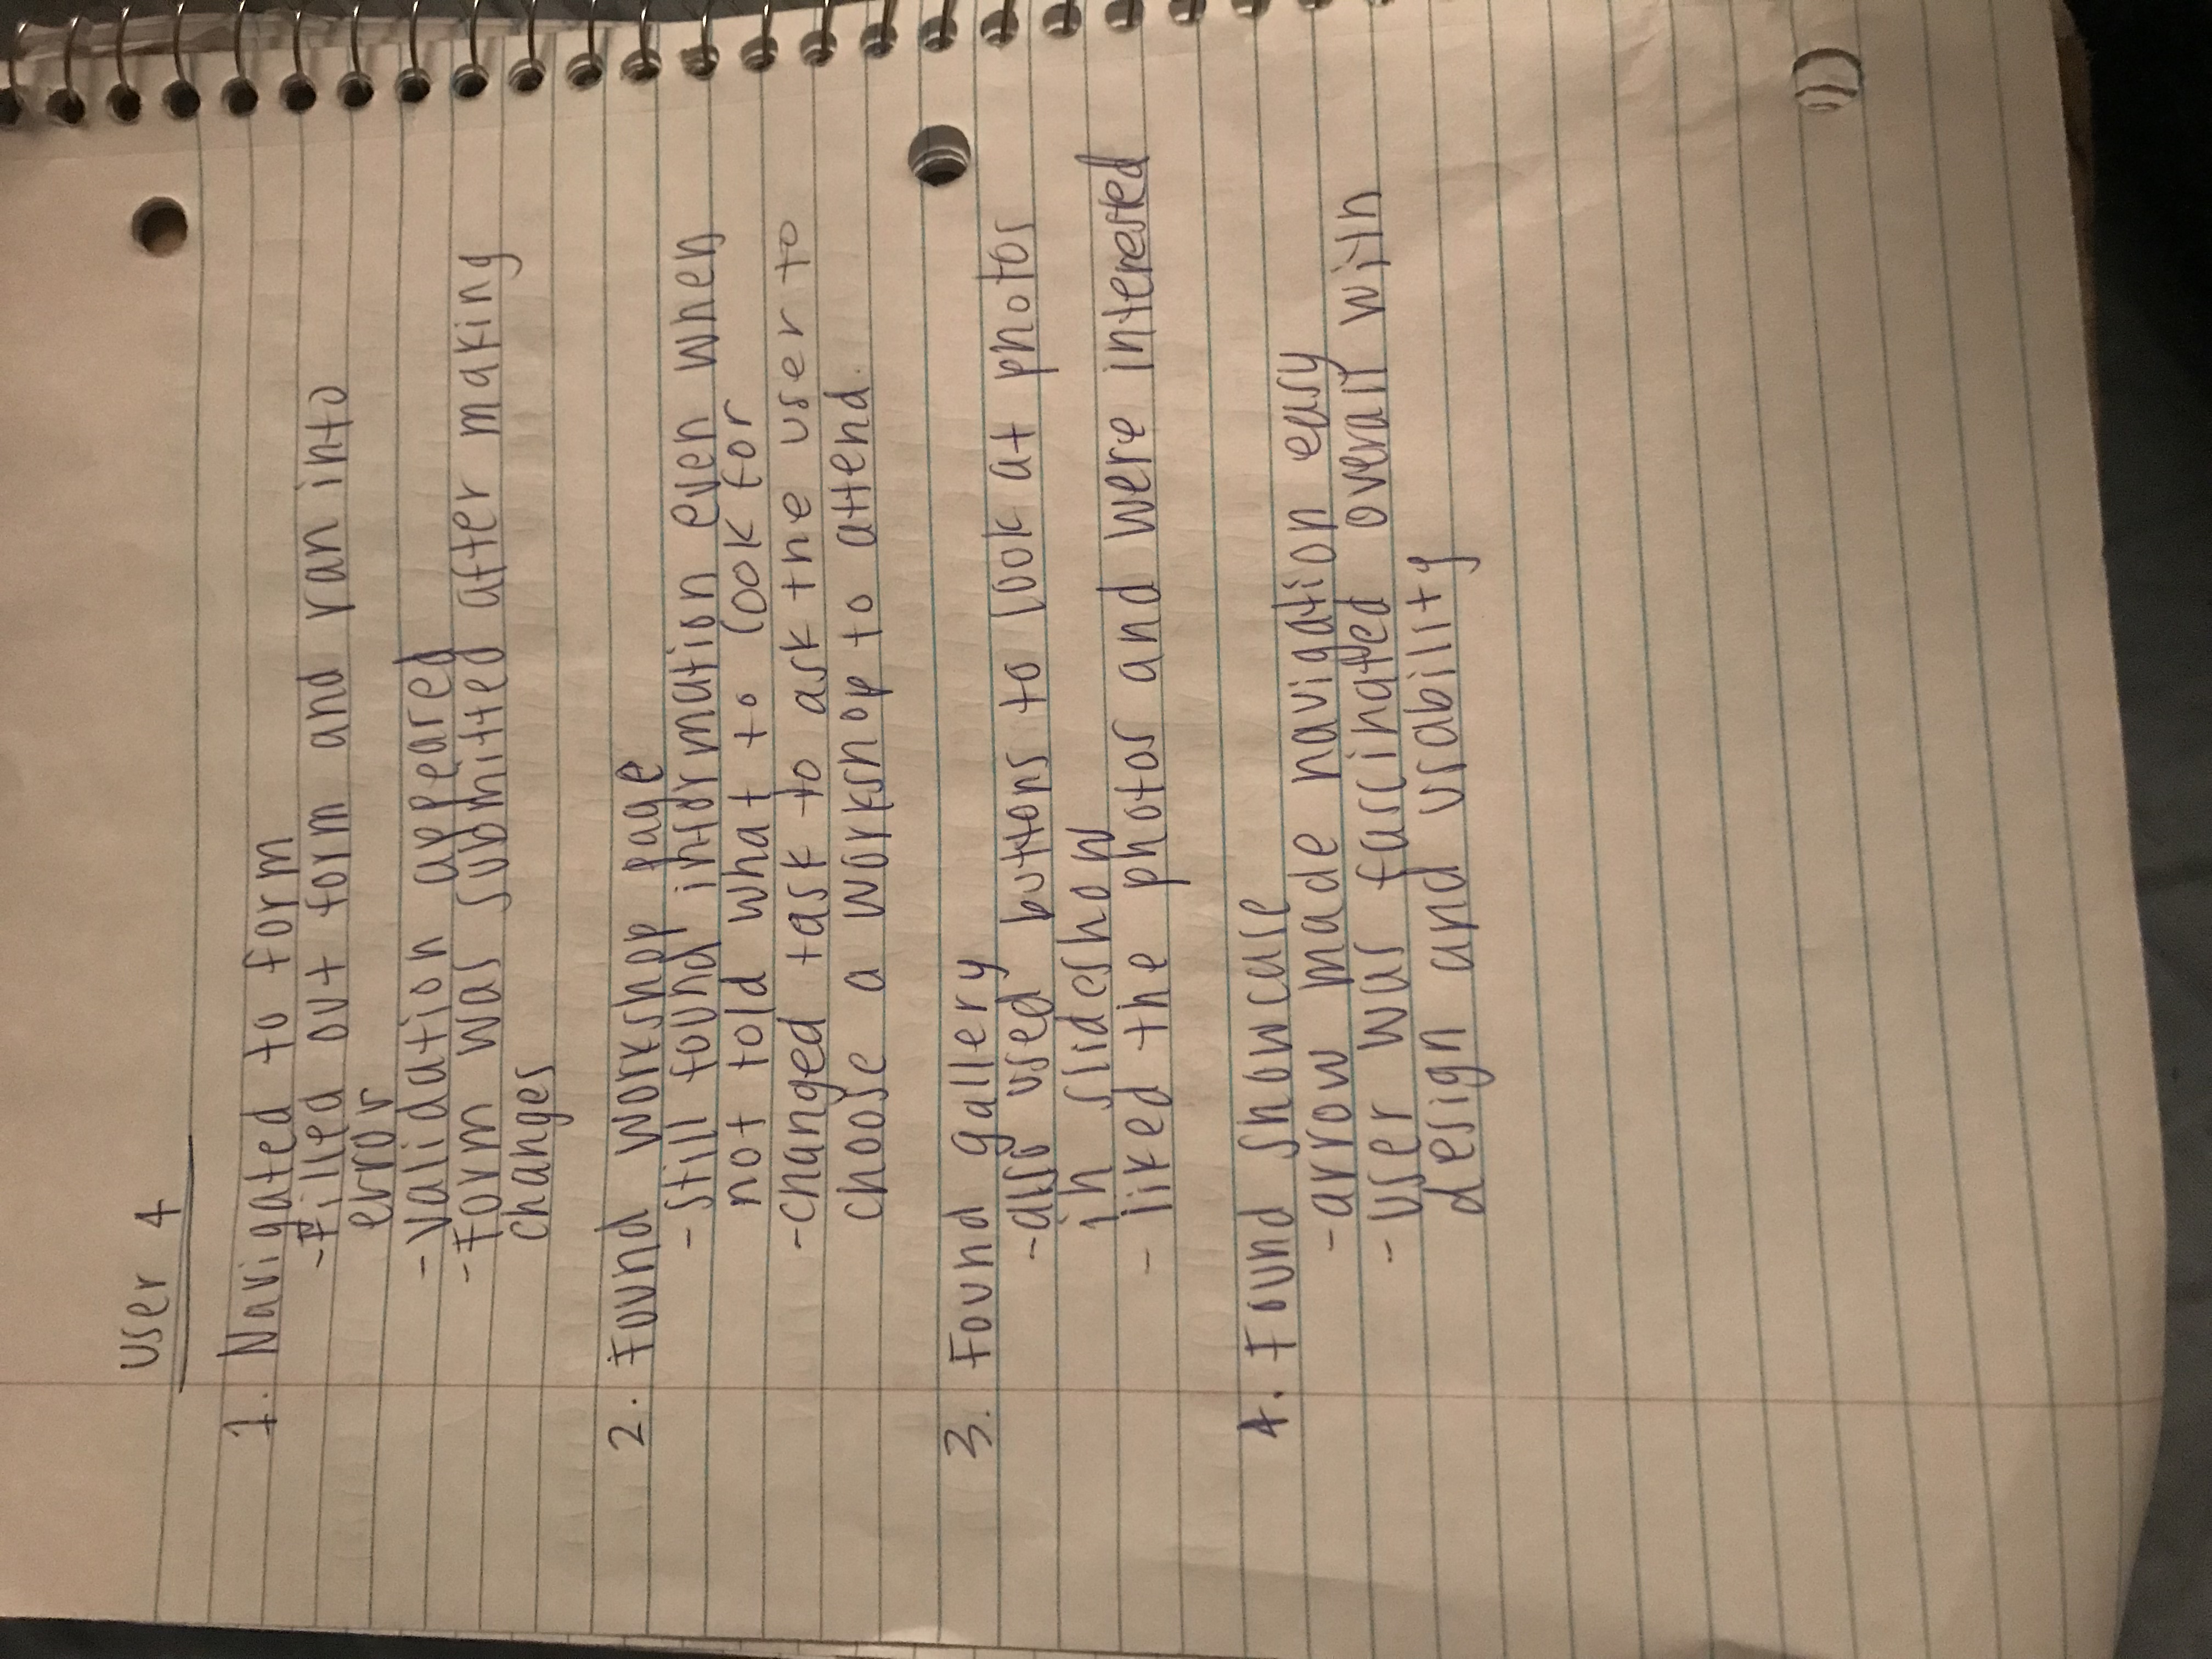 User 4
1. Navigated to form
-Filled out form and ran into
error
-validation appeared
-Form was submitted after making
changes
2. Found workshop page
-still found information even when
not told what to look for
-changed task to ask the user to
choose a workshop to attend.
3. Found gallery
-also used buttons to look at photos
in slideshow
- liked the photos and were interested
4. Found showcase
-arrow made navigation easy
-user was fascinated overall with
design and usability